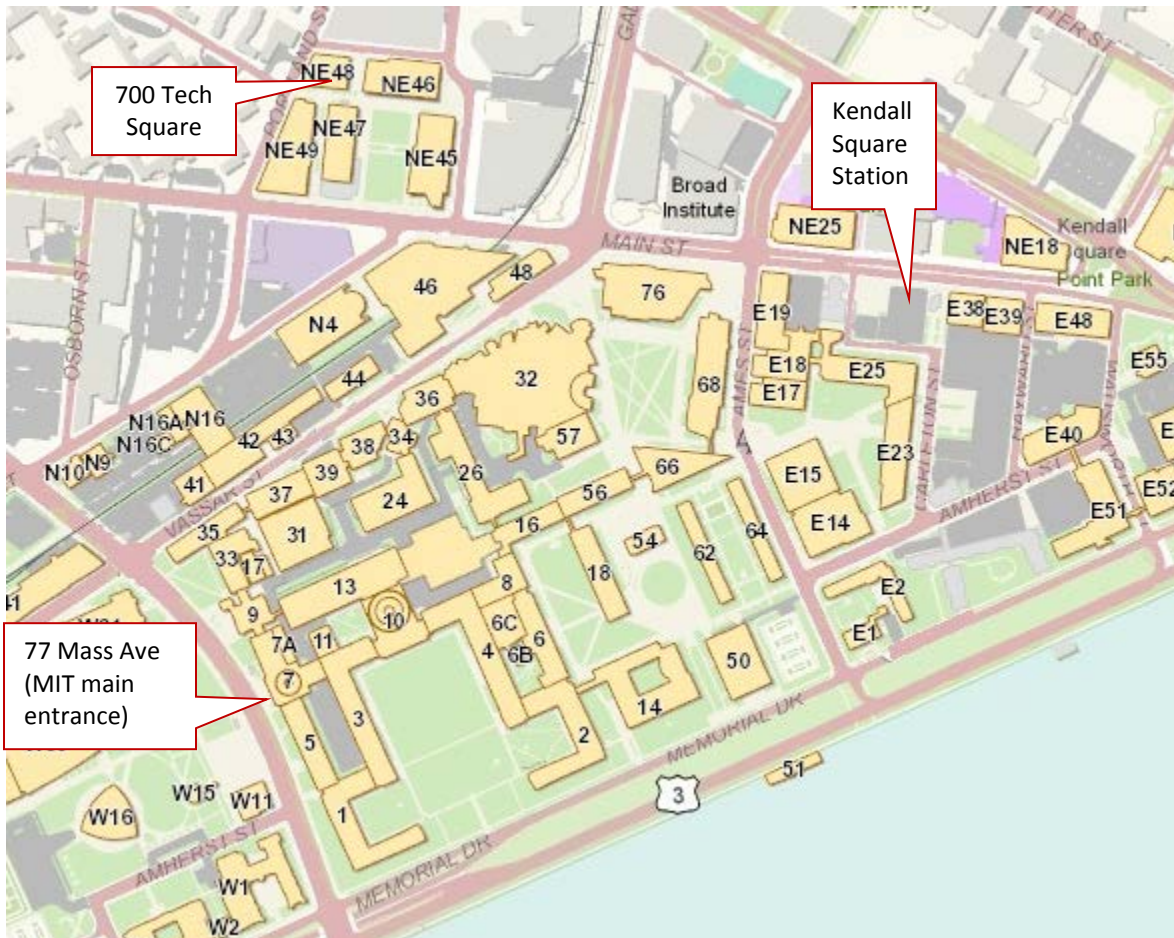 700 Tech
Square
Kendall
Square
Station
77 Mass Ave
(MIT main
entrance)
NE48
NE46
NE47
NE49
NE45
Broad
Institute
MAIN ST
NE25
NE18
Kendall
Square
Point Park
OSBORN ST
46
48
76
E19
E38
E39
E48
N4
44
32
68
AMES ST
E18
E17
E25
E55
36
34
57
N16A
N16
N16C
42
43
38
26
E23
CARLETON ST
HAYWARD ST
E40
N10
N9
41
39
66
E15
37
24
56
AMHERST ST
VASSAR ST
35
31
16
E14
E51
E52
33
17
13
54
62
64
18
8
E2
41
9
10
6C
E1
7A
11
4
6
6B
50
7
3
14
5
2
MEMORIAL DR
3
51
W15
W11
W16
1
AMHERST ST
W1
MEMORIAL DR
W2